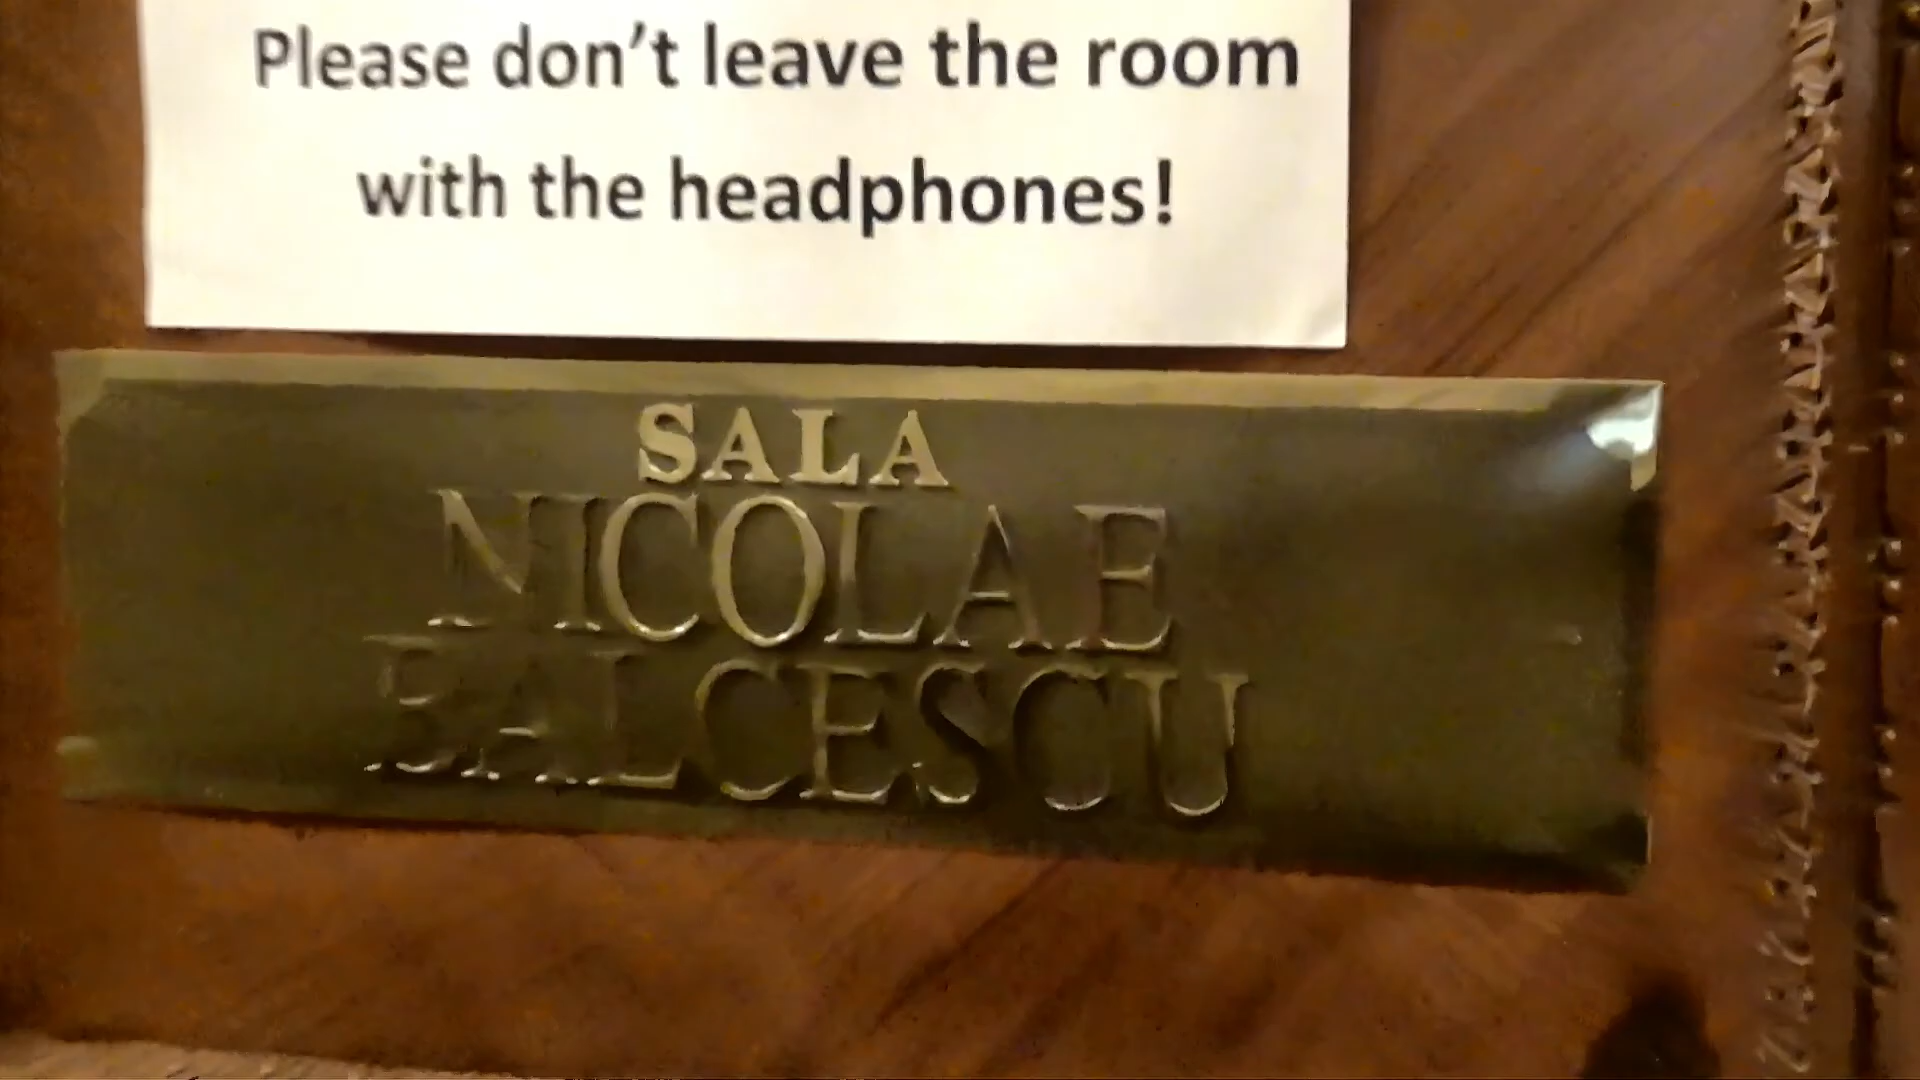 Please don't leave the room
with the headphones!
SALA
NICOLAE
BALCESCU